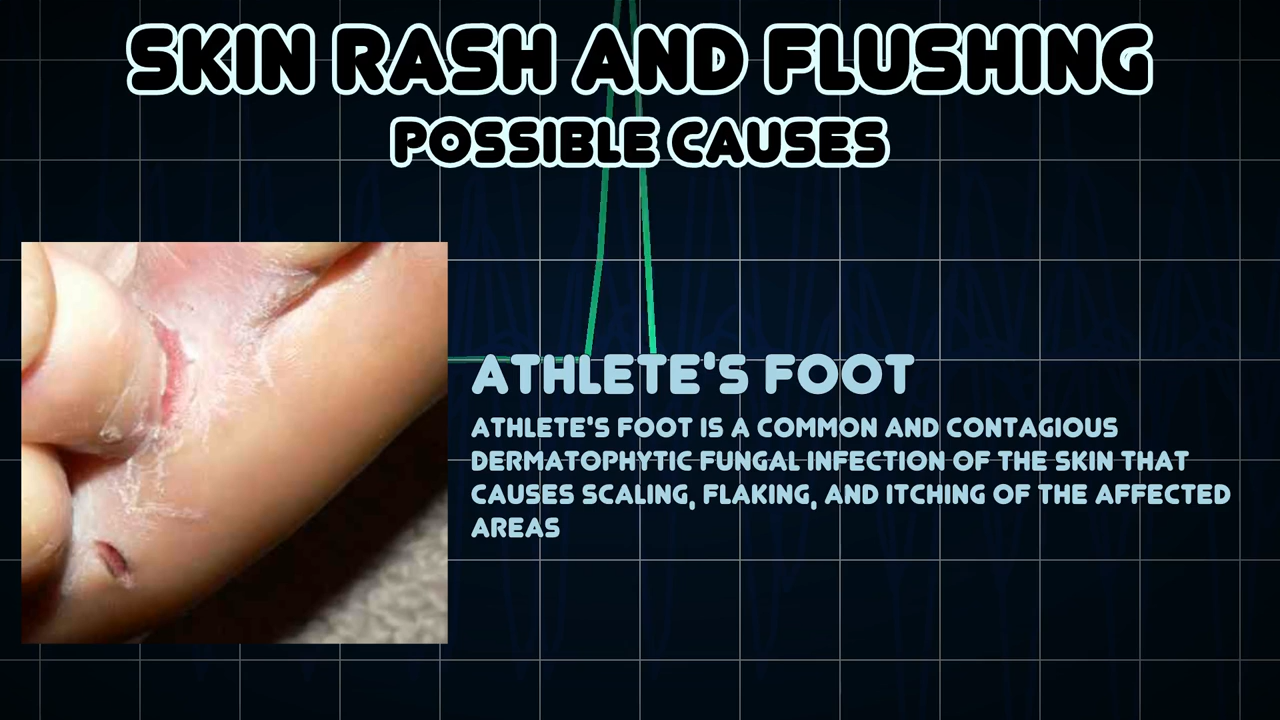 SKIN RASH AND FLUSHING
POSSIBLE CAUSES
ATHLETE'S FOOT
ATHLETE'S FOOT IS A COMMON AND CONTAGIOUS
DERMATOPHYTIC FUNGAL INFECTION OF THE SKIN THAT
CAUSES SCALING, FLAKING, AND ITCHING OF THE AFFECTED
AREAS